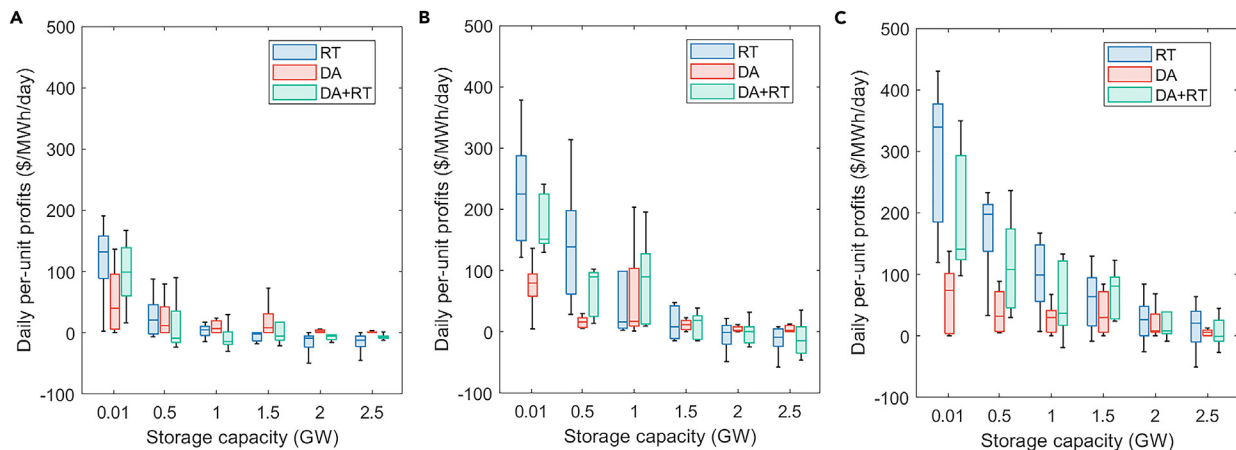 A
Daily per-unit profits ($/MWh/day)
500
400
300
200
100
0
-100
RT
DA
DA+RT
0.01 0.5 1 1.5 2 2.5
Storage capacity (GW)
B
Daily per-unit profits ($/MWh/day)
500
400
300
200
100
0
-100
RT
DA
DA+RT
0.01 0.5 1 1.5 2 2.5
Storage capacity (GW)
C
Daily per-unit profits ($/MWh/day)
500
400
300
200
100
0
-100
RT
DA
DA+RT
0.01 0.5 1 1.5 2 2.5
Storage capacity (GW)